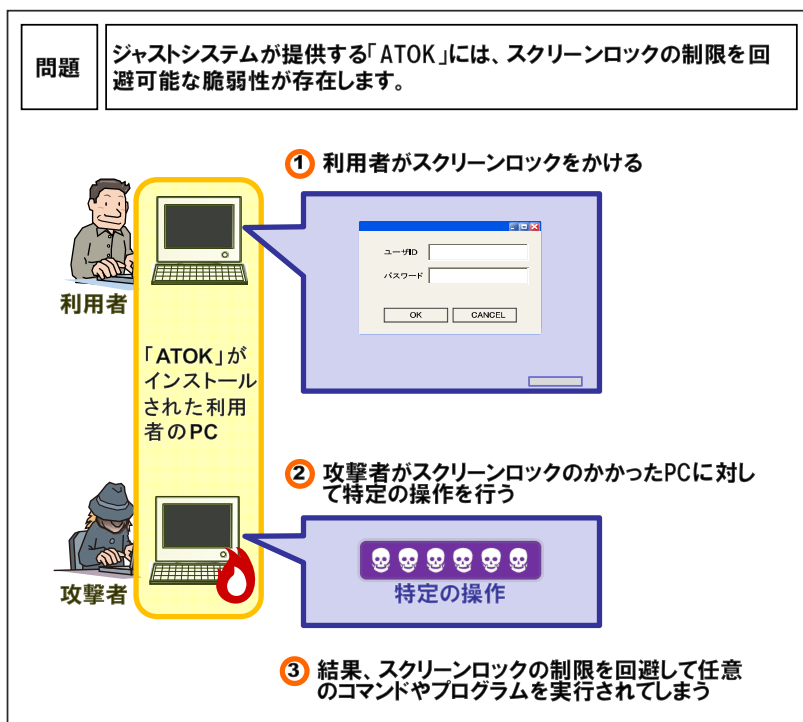 問題
ジャストシステムが提供する「ATOK」には、スクリーンロックの制限を回
避可能な脆弱性が存在します。
① 利用者がスクリーンロックをかける
ユーザID
パスワード
OK CANCEL
利用者
「ATOK」が
インストール
された利用
者のPC
② 攻撃者がスクリーンロックのかかったPCに対し
て特定の操作を行う
特定の操作
攻撃者
③ 結果、スクリーンロックの制限を回避して任意
のコマンドやプログラムを実行されてしまう